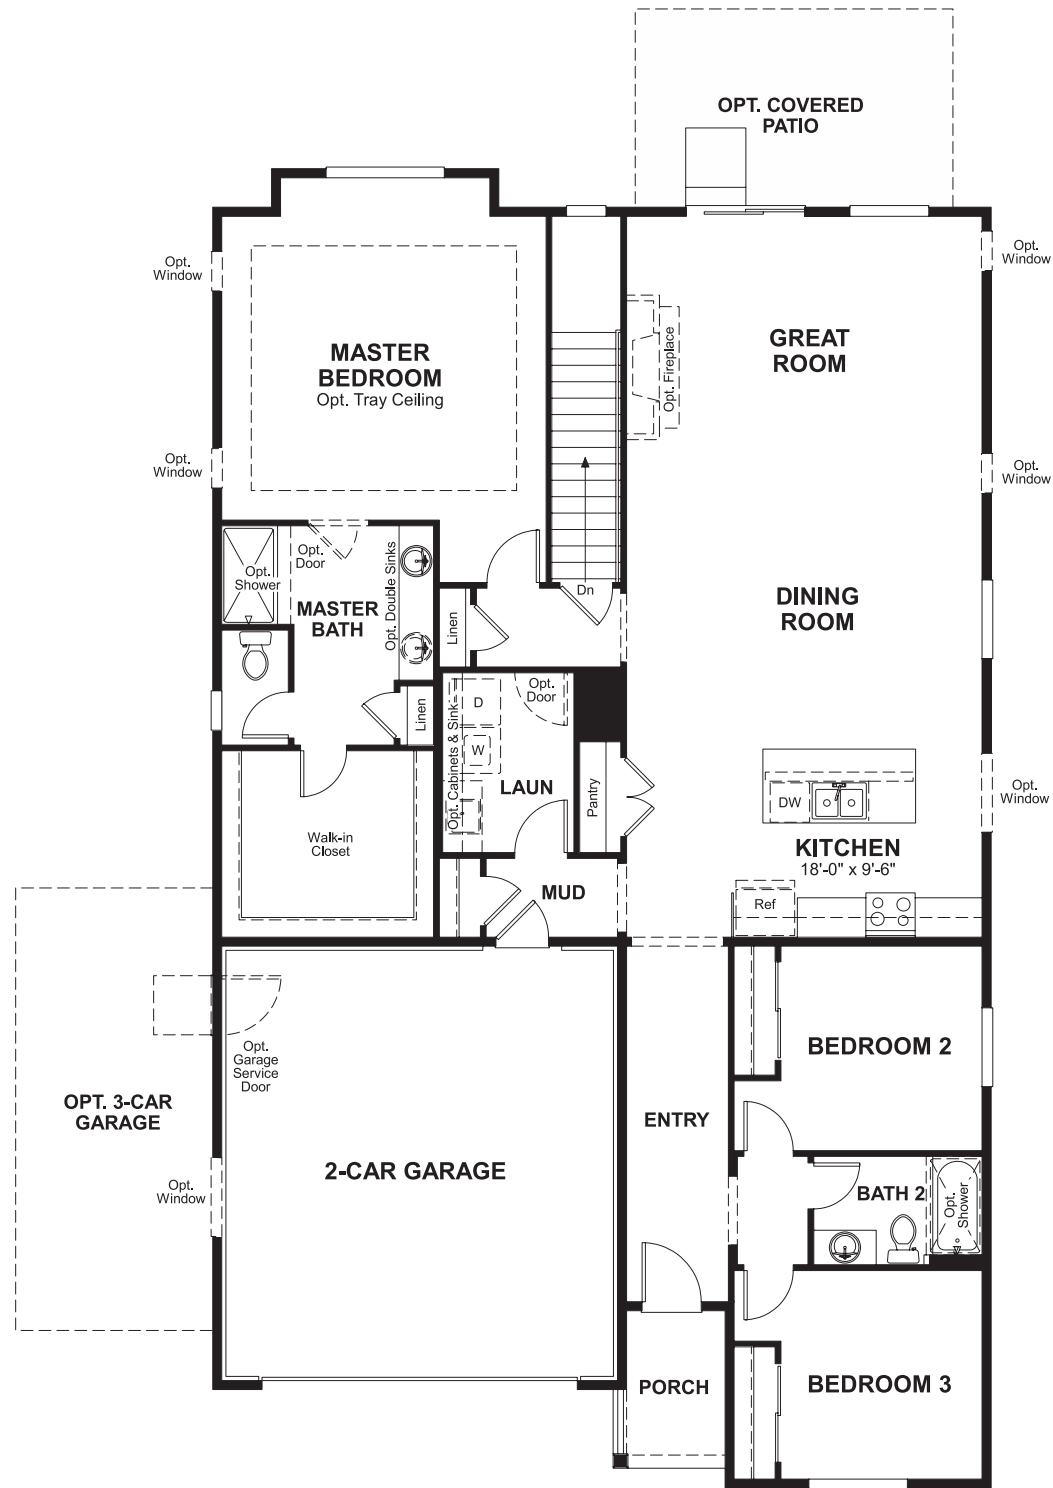 OPT. COVERED
PATIO
Opt.
Window
Opt.
Window
GREAT
ROOM
MASTER
BEDROOM
Opt. Tray Ceiling
Opt. Fireplace
Opt.
Window
Opt.
Window
Opt.
Door
Opt.
Shower
Opt. Double Sinks
MASTER
BATH
Dn
Linen
DINING
ROOM
Opt.
Door
D
Linen
W
Opt. Cabinets & Sink
LAUN
Pantry
DW
Opt.
Window
Walk-in
Closet
KITCHEN
18'-0" x 9'-6"
MUD
Ref
Opt.
Garage
Service
Door
BEDROOM 2
OPT. 3-CAR
GARAGE
ENTRY
2-CAR GARAGE
Opt.
Window
BATH 2
Opt.
Shower
PORCH
BEDROOM 3